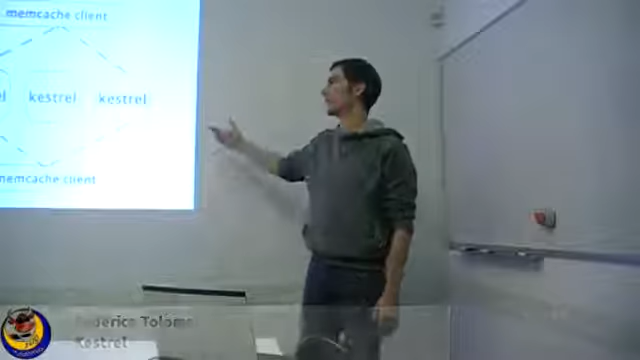 memcache client
kestrel kestrel
memcache client
Kestrel